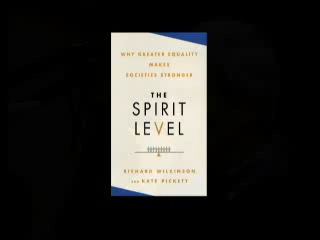 WHY GREATER EQUALITY
MAKES
SOCIETIES STRONGER
THE
SPIRIT
LEVEL
RICHARD WILKINSON
AND KATE PICKETT